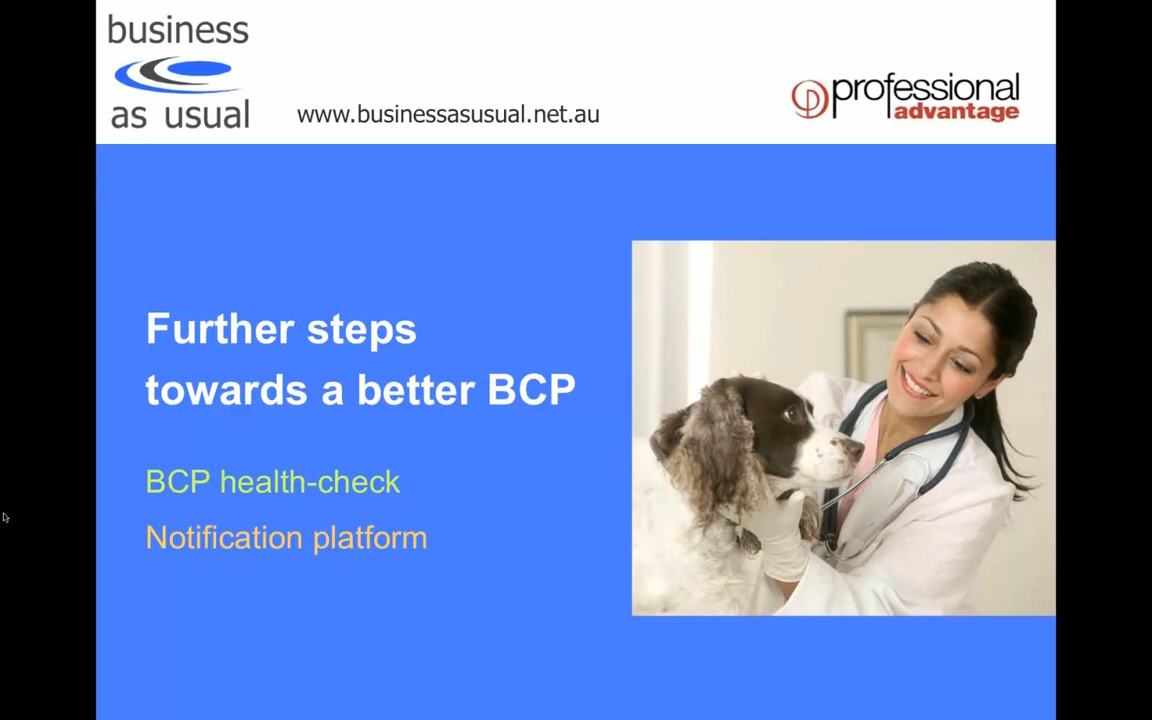 business
as usual
www.businessasusual.net.au
professional
advantage
Further steps
towards a better BCP
BCP health-check
Notification platform